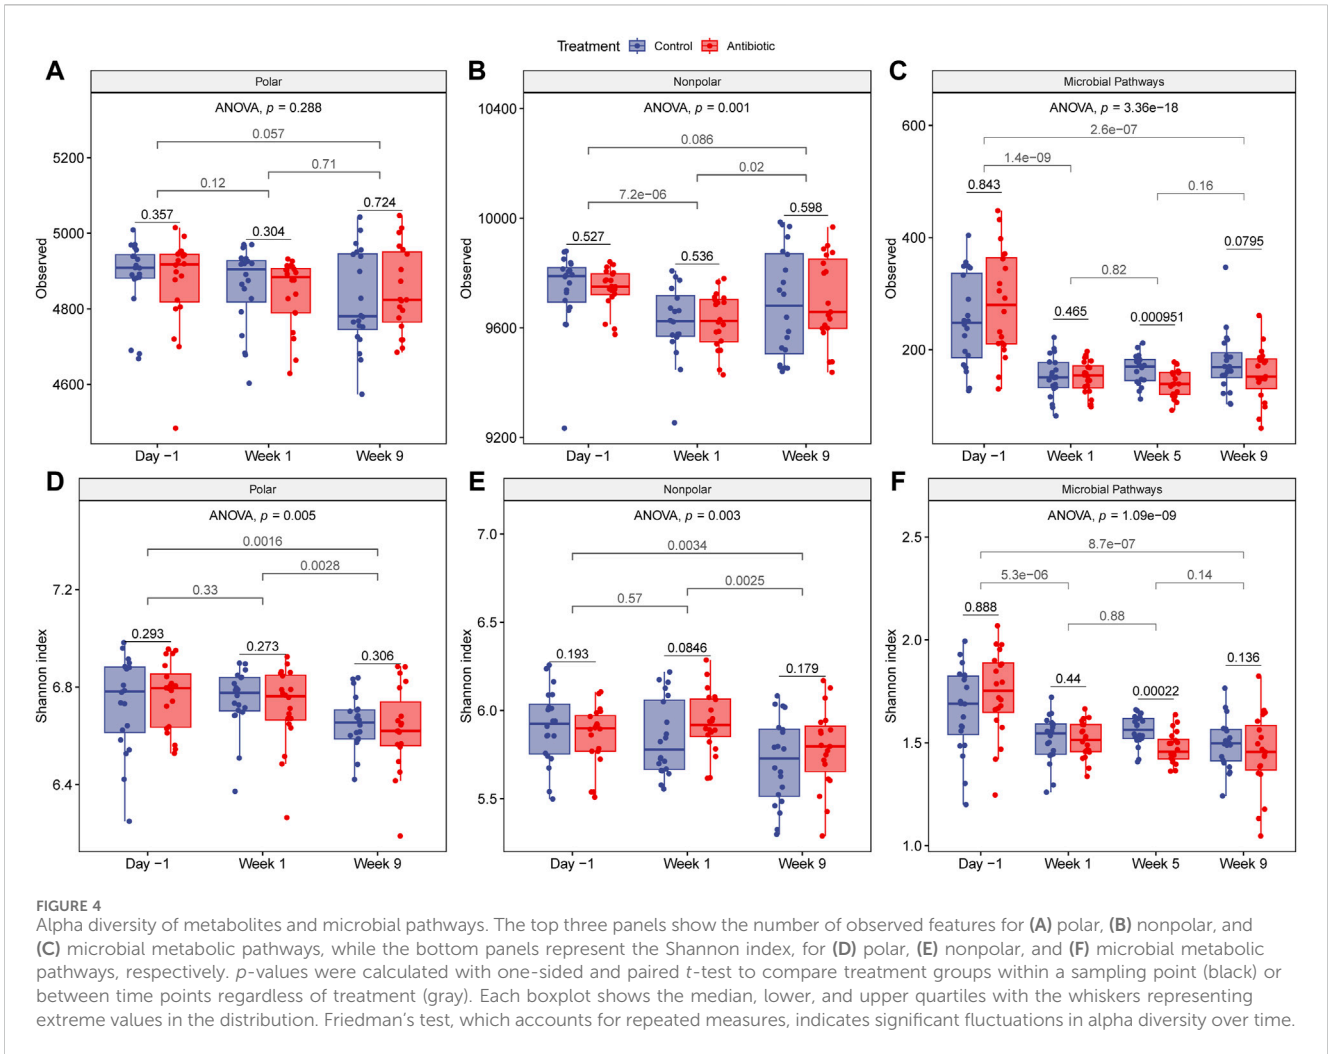 Treatment Control Antibiotic
A
Polar
ANOVA, p = 0.288
0.057
0.71
0.12
0.357
0.304
0.724
Observed
5200
5000
4800
4600
Day −1 Week 1 Week 9
B
Nonpolar
ANOVA, p = 0.001
0.086
0.02
7.2e−06
0.527
0.536
0.598
Observed
10400
10000
9600
9200
Day −1 Week 1 Week 9
C
Microbial Pathways
ANOVA, p = 3.36e−18
2.6e−07
1.4e−09
0.16
0.82
0.843
0.465
0.000951
0.0795
Observed
600
400
200
Day −1 Week 1 Week 5 Week 9
D
Polar
ANOVA, p = 0.005
0.0016
0.0028
0.33
0.293
0.273
0.306
Shannon index
7.2
6.8
6.4
Day −1 Week 1 Week 9
E
Nonpolar
ANOVA, p = 0.003
0.0034
0.0025
0.57
0.193
0.0846
0.179
Shannon index
7.0
6.5
6.0
5.5
Day −1 Week 1 Week 9
F
Microbial Pathways
ANOVA, p = 1.09e−09
8.7e−07
5.3e−06
0.14
0.88
0.888
0.44
0.00022
0.136
Shannon index
2.5
2.0
1.5
1.0
Day −1 Week 1 Week 5 Week 9
FIGURE 4
Alpha diversity of metabolites and microbial pathways. The top three panels show the number of observed features for (A) polar, (B) nonpolar, and
(C) microbial metabolic pathways, while the bottom panels represent the Shannon index, for (D) polar, (E) nonpolar, and (F) microbial metabolic
pathways, respectively. p-values were calculated with one-sided and paired t-test to compare treatment groups within a sampling point (black) or
between time points regardless of treatment (gray). Each boxplot shows the median, lower, and upper quartiles with the whiskers representing
extreme values in the distribution. Friedman's test, which accounts for repeated measures, indicates significant fluctuations in alpha diversity over time.